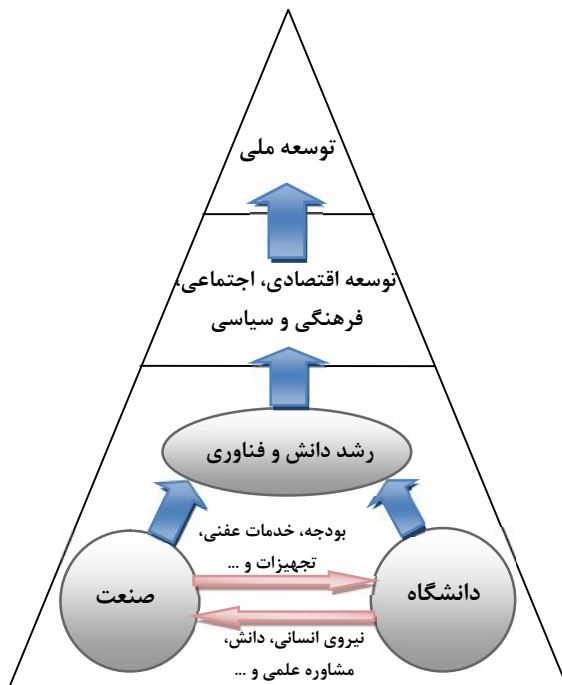 توسعه ملی
توسعه اقتصادی، اجتماعی،
فرهنگی و سیاسی
رشد دانش و فناوری
بودجه، خدمات عفنی،
تجهیزات و ...
دانشگاه
صنعت
نیروی انسانی، دانش،
مشاوره علمی و ...